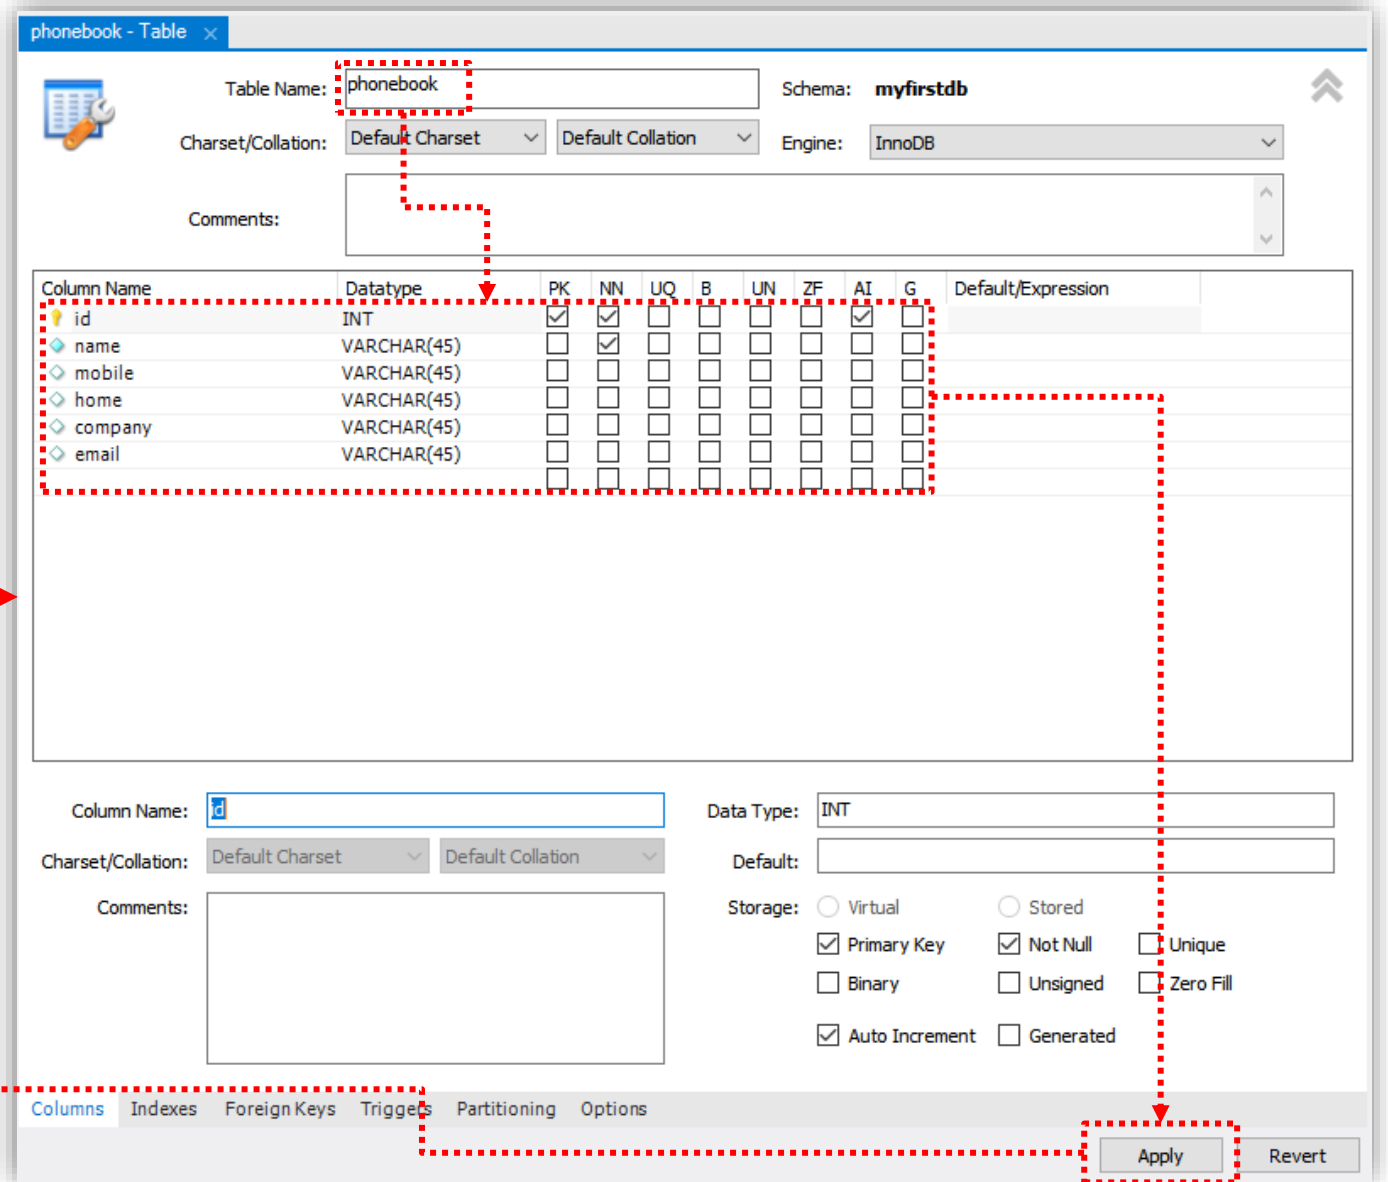 phonebook - Table ×
Table Name: phonebook Schema: myfirstdb
Charset/Collation: Default Charset Default Collation Engine: InnoDB
Comments:
Column Name Datatype PK NN UQ B UN ZF AI G Default/Expression
id INT
name VARCHAR(45)
mobile VARCHAR(45)
home VARCHAR(45)
company VARCHAR(45)
email VARCHAR(45)
Column Name: id Data Type: INT
Charset/Collation: Default Charset Default Collation Default:
Comments: Storage: Virtual Stored
Primary Key Not Null Unique
Binary Unsigned Zero Fill
Auto Increment Generated
Columns Indexes Foreign Keys Triggers Partitioning Options
Apply Revert